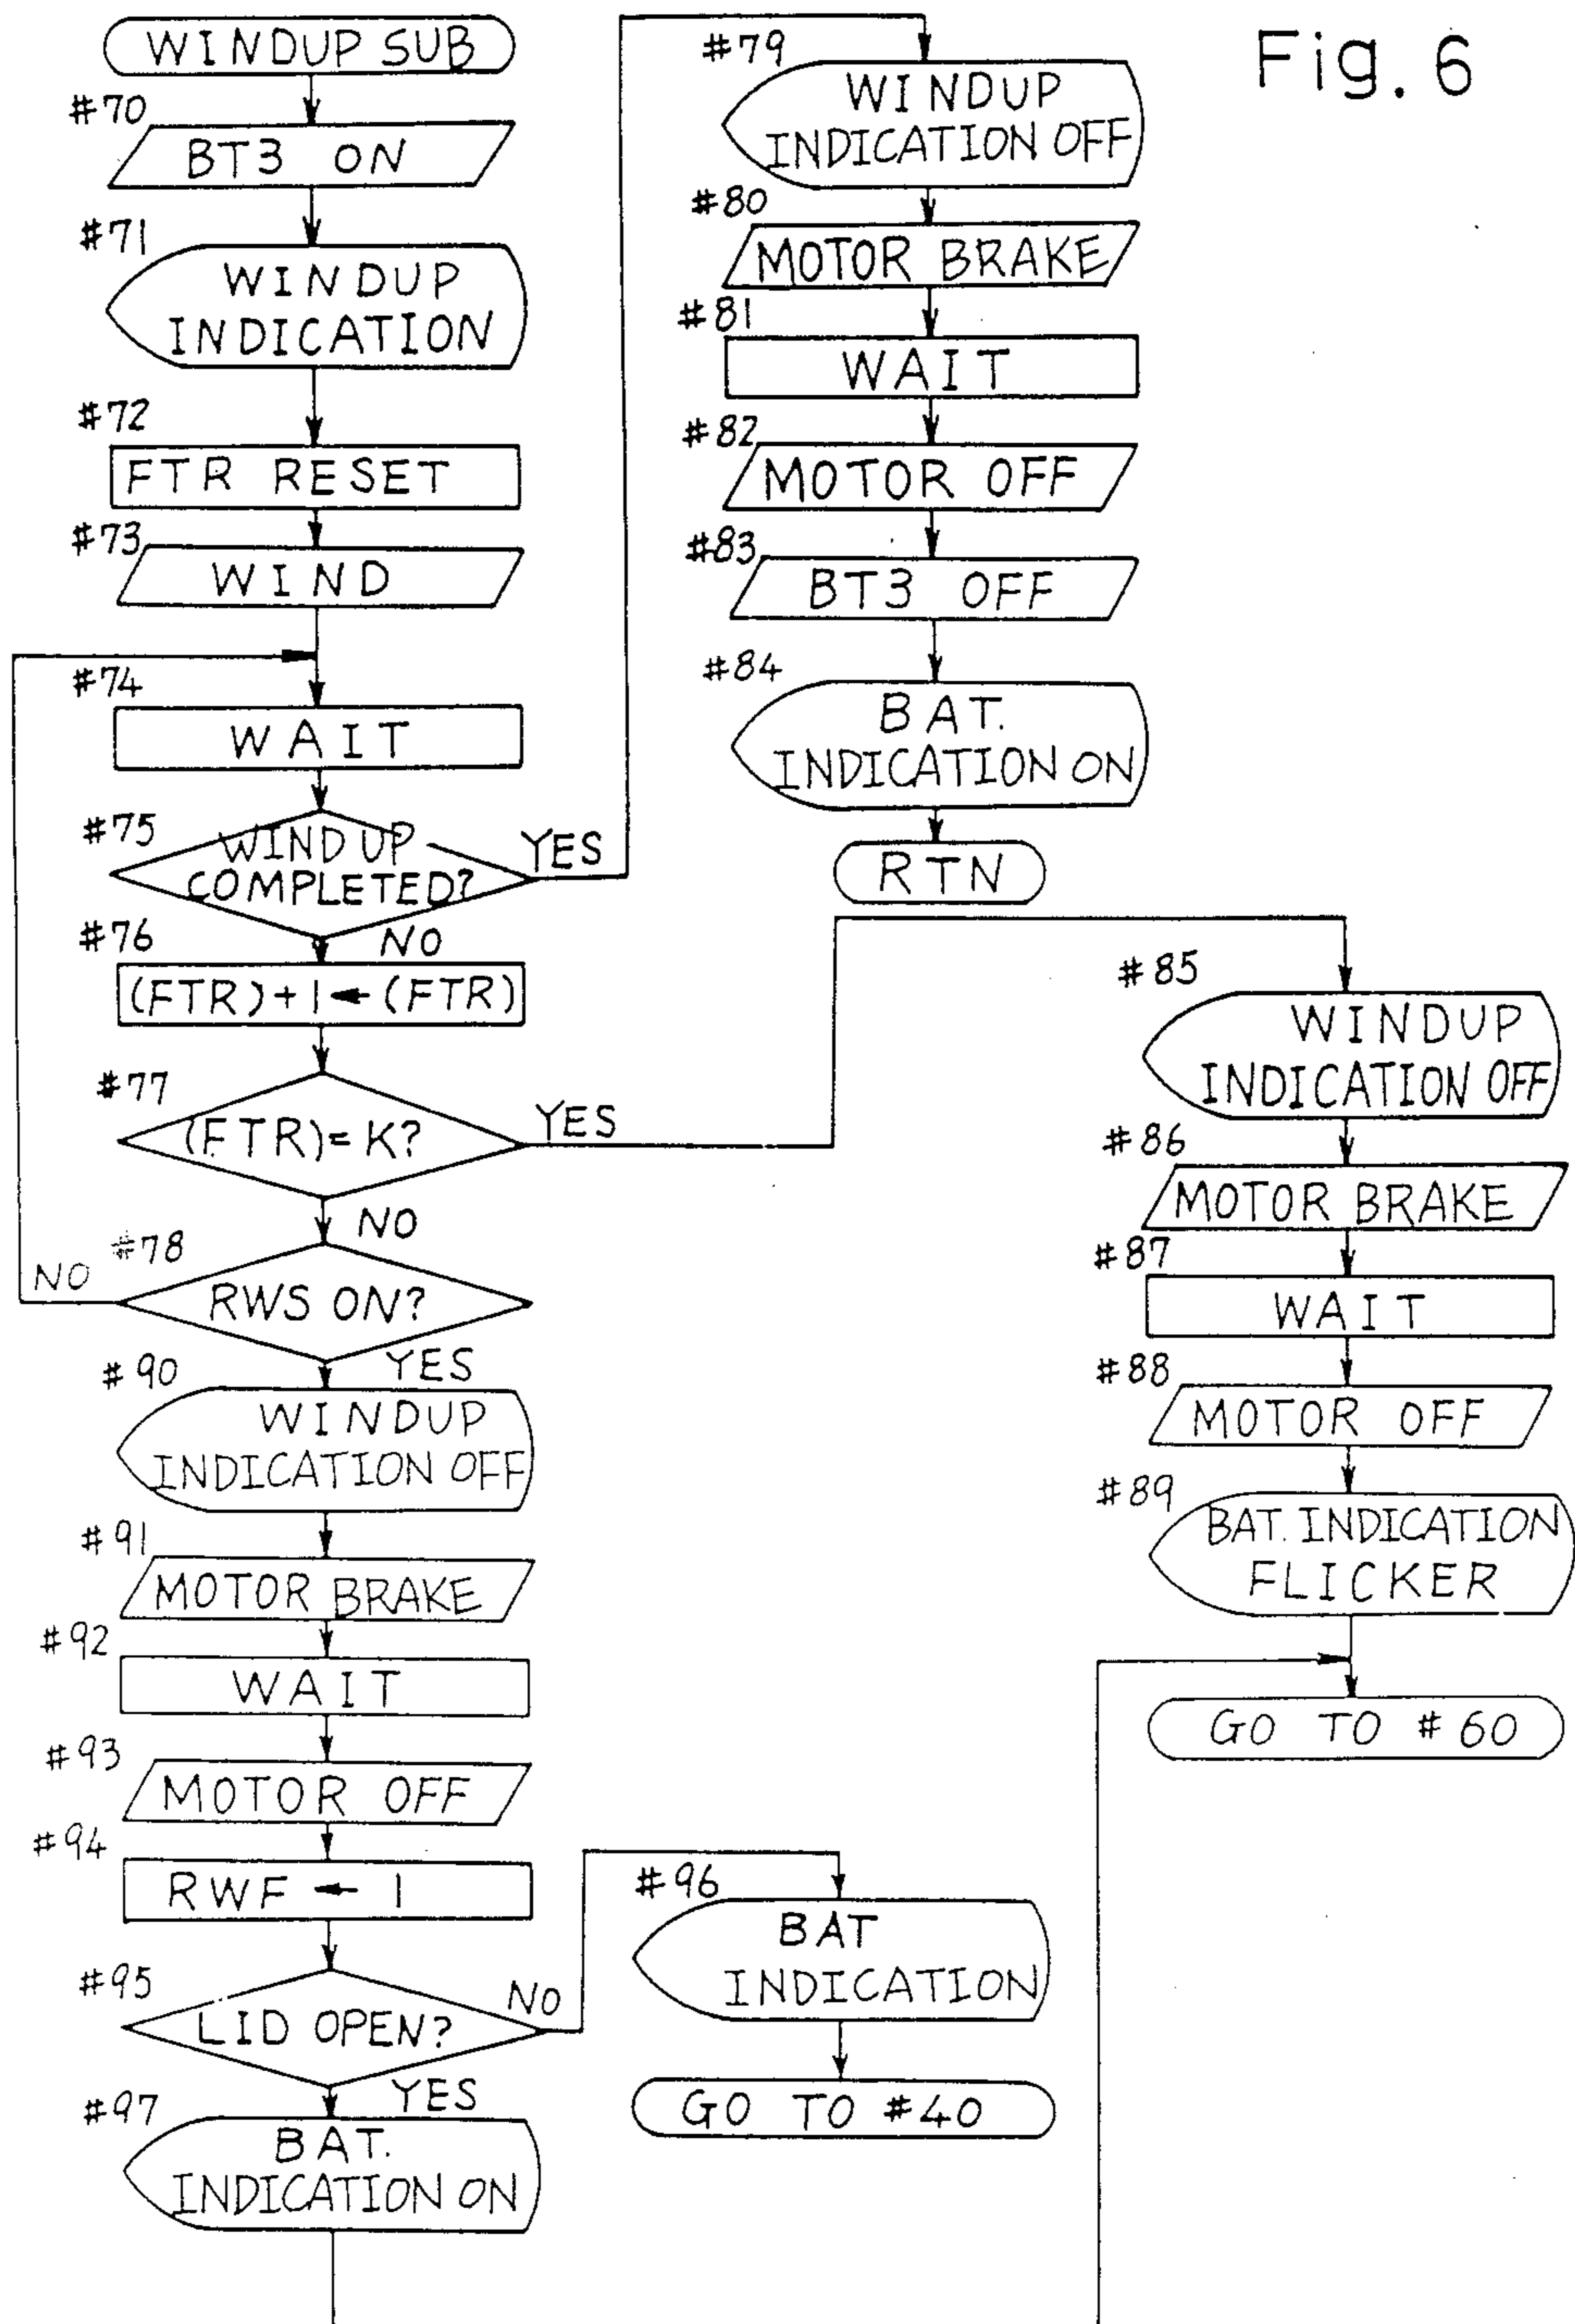 Fig. 6
WINDUP SUB
#70
BT3 ON
#71
WINDUP
INDICATION
#72
FTR RESET
#73
WIND
#74
WAIT
#75
WIND UP
COMPLETED?
YES
NO
#76
(FTR)+1←(FTR)
#77
(FTR)=K?
YES
NO
#78
RWS ON?
NO
YES
#90
WINDUP
INDICATION OFF
#91
MOTOR BRAKE
#92
WAIT
#93
MOTOR OFF
#94
RWF ← 1
#95
LID OPEN?
NO
YES
#97
BAT.
INDICATION ON
#79
WINDUP
INDICATION OFF
#80
MOTOR BRAKE
#81
WAIT
#82
MOTOR OFF
#83
BT3 OFF
#84
BAT.
INDICATION ON
RTN
#85
WINDUP
INDICATION OFF
#86
MOTOR BRAKE
#87
WAIT
#88
MOTOR OFF
#89
BAT. INDICATION
FLICKER
GO TO #60
#96
BAT
INDICATION
GO TO #40